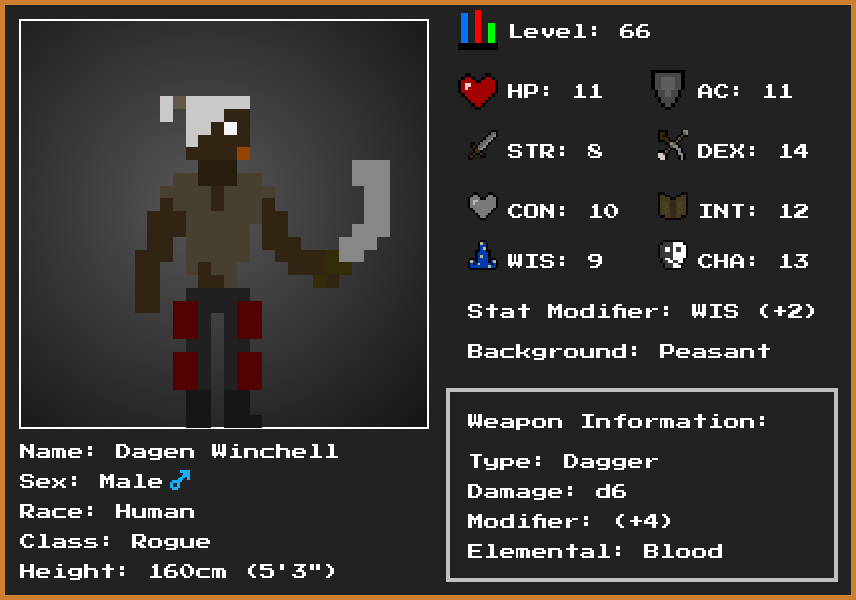 Level: 66
HP: 11 AC: 11
STR: 8 DEX: 14
CON: 10 INT: 12
WIS: 9 CHA: 13
Stat Modifier: WIS (+2)
Background: Peasant
Weapon Information:
Type: Dagger
Damage: d6
Modifier: (+4)
Elemental: Blood
Name: Dagen Winchell
Sex: Male♂
Race: Human
Class: Rogue
Height: 160cm (5'3")